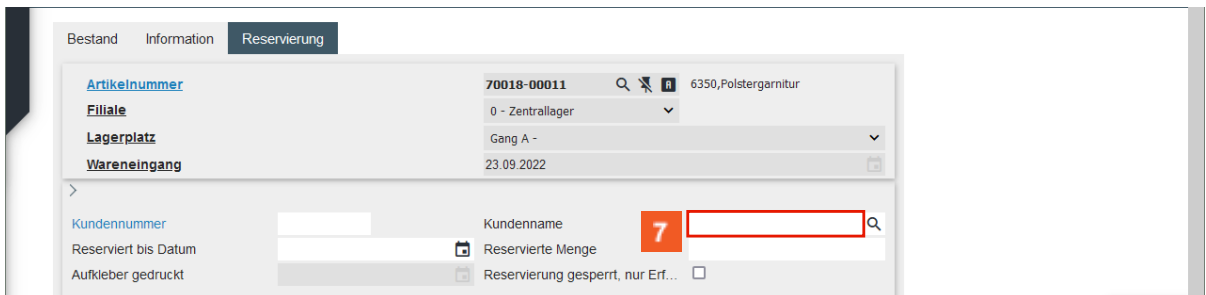 Bestand Information Reservierung
Artikelnummer 70018-00011 A 6350,Polstergarnitur
Filiale 0 - Zentrallager
Lagerplatz Gang A -
Wareneingang 23.09.2022
Kundennummer Kundenname 7
Reserviert bis Datum Reservierte Menge
Aufkleber gedruckt Reservierung gesperrt, nur Erf...